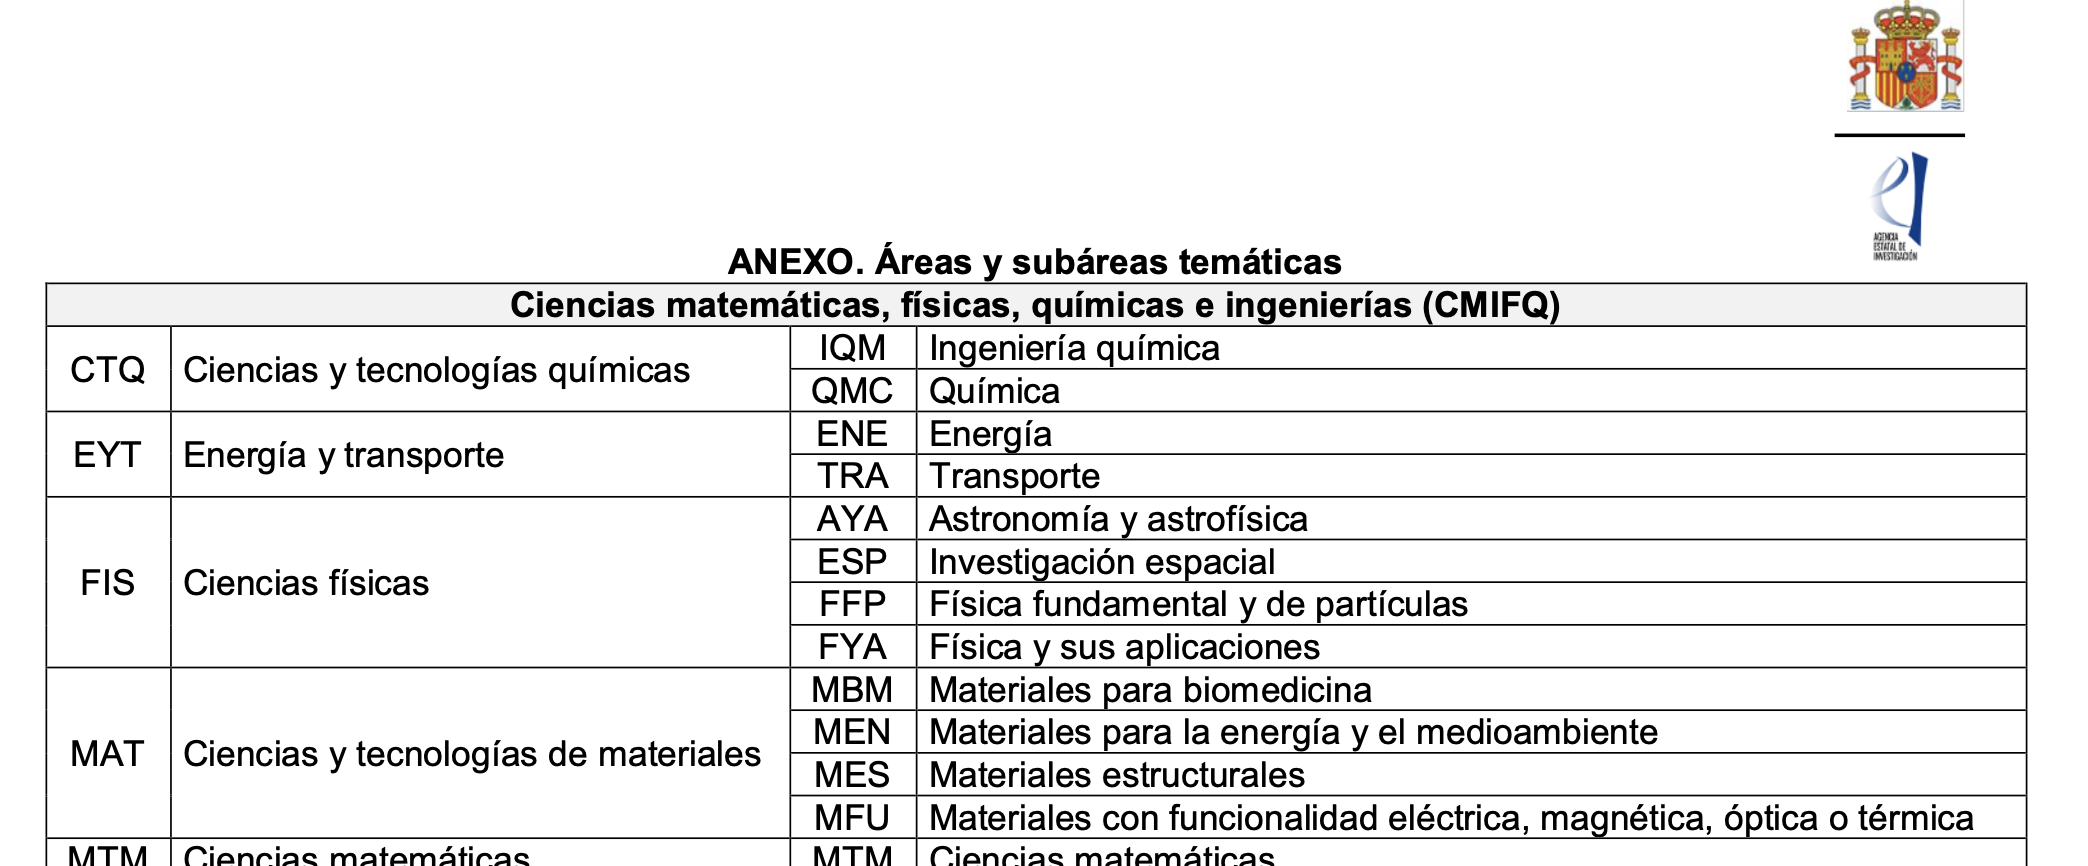 AGENCIA
ESTATAL DE
INVESTIGACIÓN
ANEXO. Áreas y subáreas temáticas
Ciencias matemáticas, físicas, químicas e ingenierías (CMIFQ)
CTQ Ciencias y tecnologías químicas
IQM Ingeniería química
QMC Química
EYT Energía y transporte
ENE Energía
TRA Transporte
FIS Ciencias físicas
AYA Astronomía y astrofísica
ESP Investigación espacial
FFP Física fundamental y de partículas
FYA Física y sus aplicaciones
MAT Ciencias y tecnologías de materiales
MBM Materiales para biomedicina
MEN Materiales para la energía y el medioambiente
MES Materiales estructurales
MFU Materiales con funcionalidad eléctrica, magnética, óptica o térmica
MTM Ciencias matemáticas
MTM Ciencias matemáticas